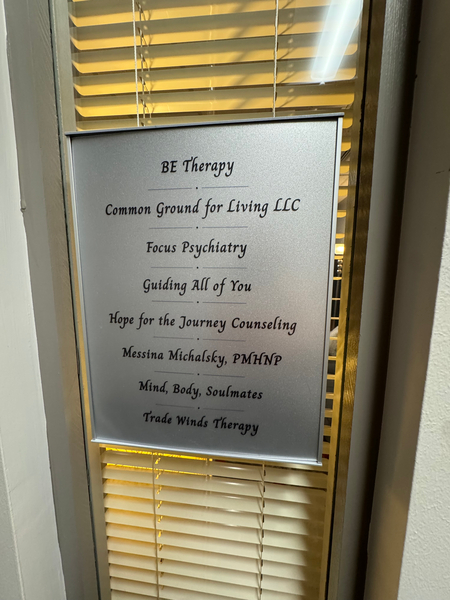 BE Therapy
Common Ground for Living LLC
Focus Psychiatry
Guiding All of You
Hope for the Journey Counseling
Messina Michalsky, PMHNP
Mind, Body, Soulmates
Trade Winds Therapy